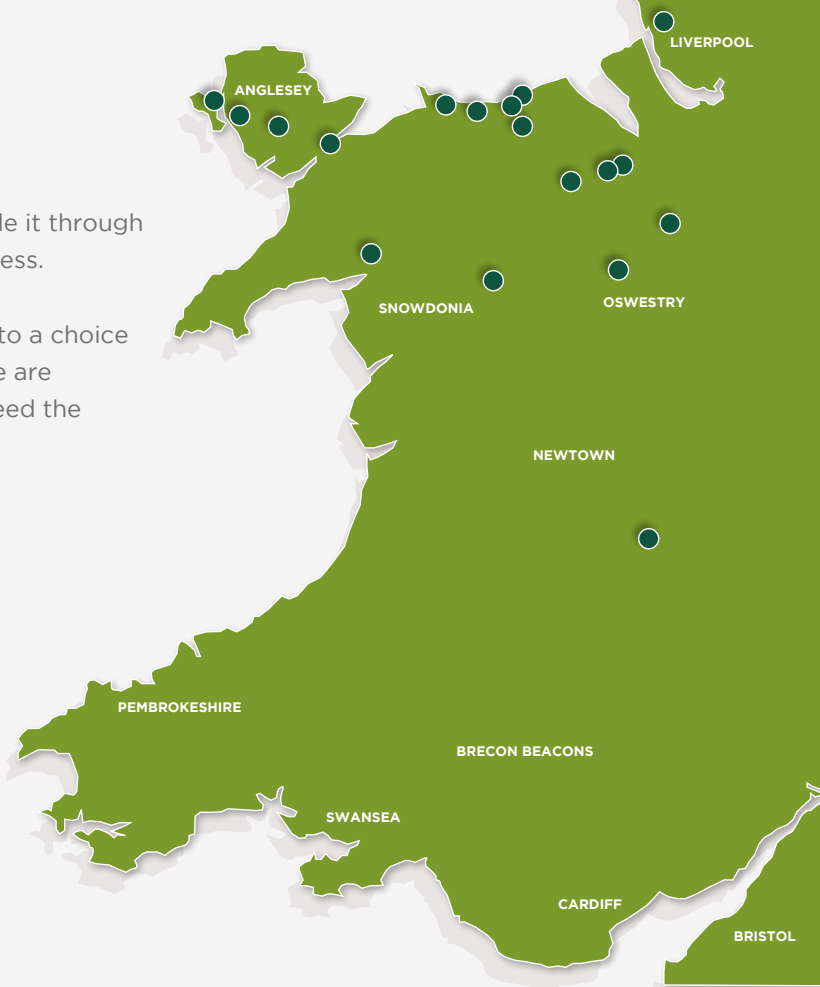 LIVERPOOL
ANGLESEY
le it through
ess.
to a choice
e are
eed the
SNOWDONIA
OSWESTRY
NEWTOWN
PEMBROKESHIRE
BRECON BEACONS
SWANSEA
CARDIFF
BRISTOL